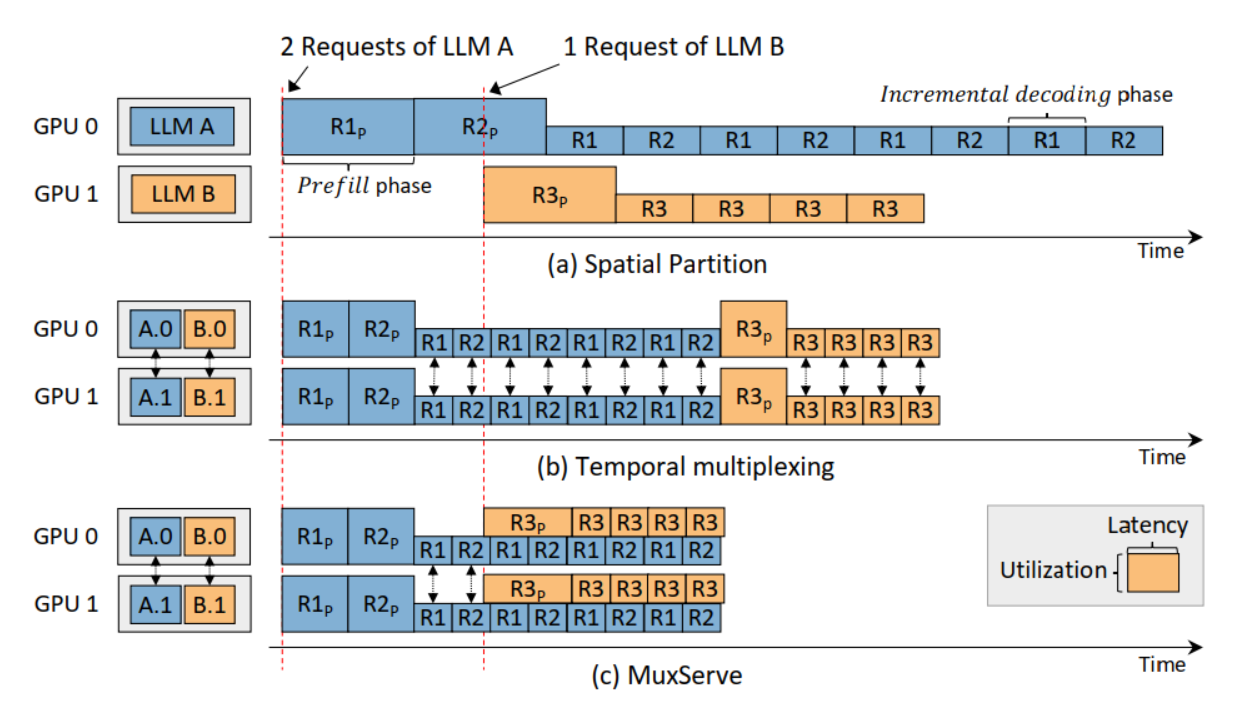 2 Requests of LLM A
1 Request of LLM B
Incremental decoding phase
GPU 0
LLM A
R1P
R2P
R1 R2 R1 R2 R1 R2 R1 R2
Prefill phase
GPU 1
LLM B
R3P
R3 R3 R3 R3
Time
(a) Spatial Partition
GPU 0
A.0 B.0
R1P R2P R1 R2 R1 R2 R1 R2 R1 R2 R3p R3 R3 R3 R3
GPU 1
A.1 B.1
R1P R2P R1 R2 R1 R2 R1 R2 R1 R2 R3p R3 R3 R3 R3
Time
(b) Temporal multiplexing
GPU 0
A.0 B.0
R1P R2P
R3P R3 R3 R3 R3
R1 R2 R1 R2 R1 R2 R1 R2
GPU 1
A.1 B.1
R1P R2P
R3P R3 R3 R3 R3
R1 R2 R1 R2 R1 R2 R1 R2
Latency
Utilization
Time
(c) MuxServe